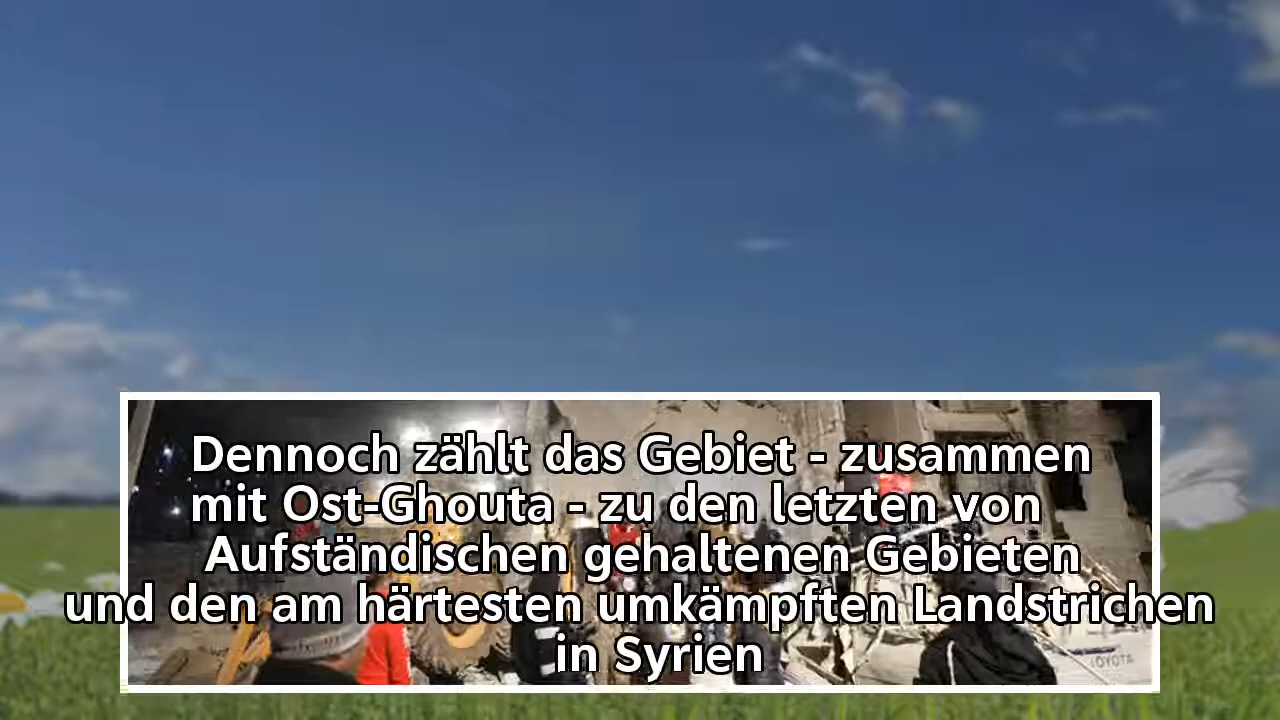 Dennoch zählt das Gebiet - zusammen
mit Ost-Ghouta - zu den letzten von
Aufständischen gehaltenen Gebieten
und den am härtesten umkämpften Landstrichen
in Syrien
TOYOTA